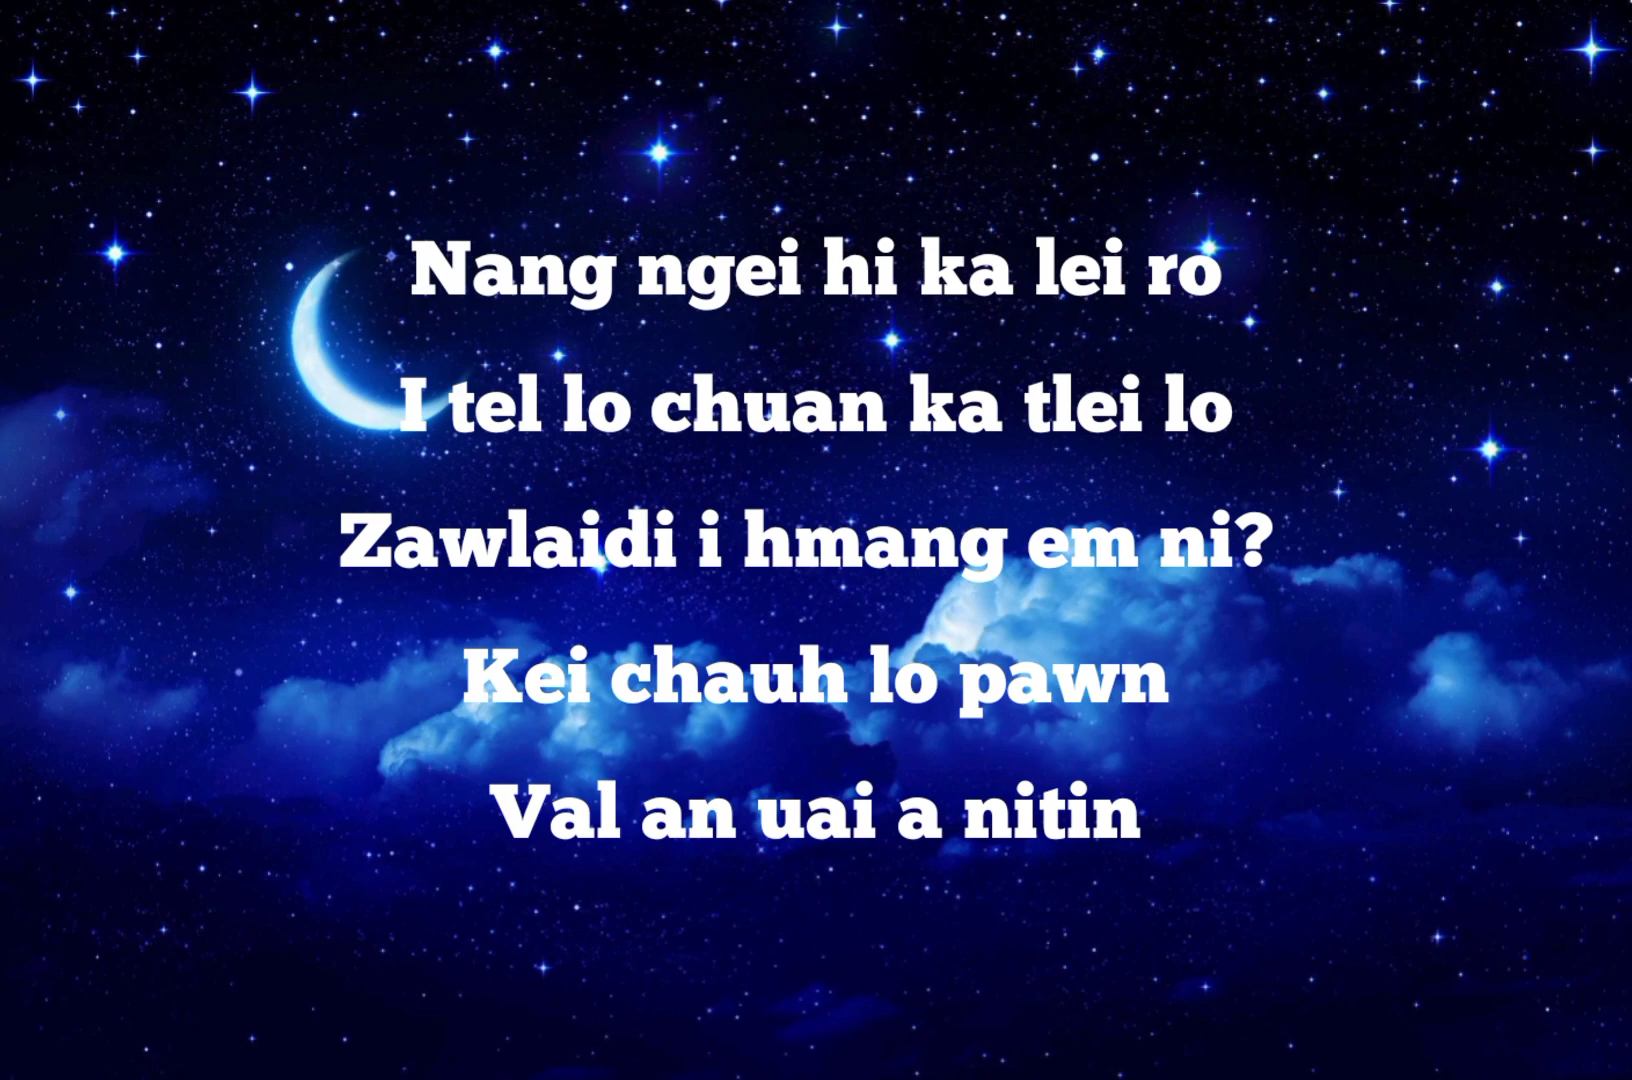 Nang ngei hi ka lei ro
I tel lo chuan ka tlei lo
Zawlaidi i hmang em ni?
Kei chauh lo pawn
Val an uai a nitin